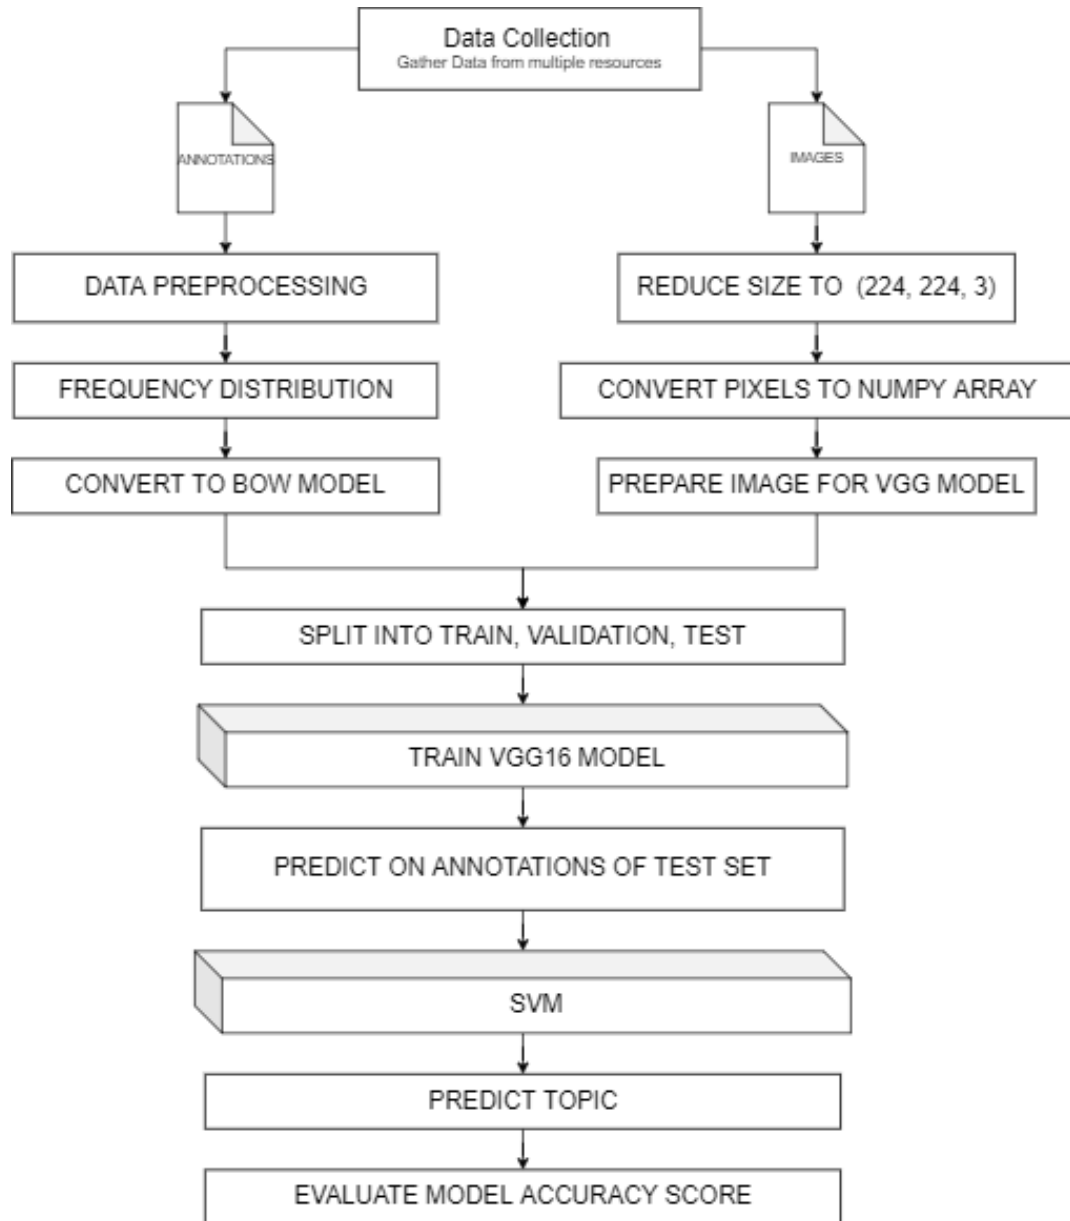 Data Collection
Gather Data from multiple resources
ANNOTATIONS
IMAGES
DATA PREPROCESSING
REDUCE SIZE TO (224, 224, 3)
FREQUENCY DISTRIBUTION
CONVERT PIXELS TO NUMPY ARRAY
CONVERT TO BOW MODEL
PREPARE IMAGE FOR VGG MODEL
SPLIT INTO TRAIN, VALIDATION, TEST
TRAIN VGG16 MODEL
PREDICT ON ANNOTATIONS OF TEST SET
SVM
PREDICT TOPIC
EVALUATE MODEL ACCURACY SCORE